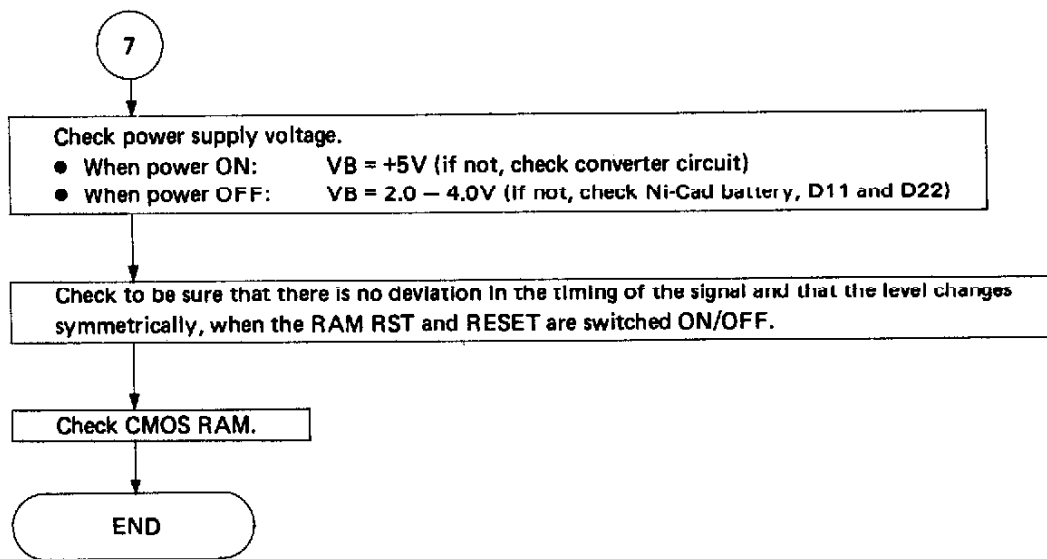 7
Check power supply voltage.
● When power ON: VB = +5V (if not, check converter circuit)
● When power OFF: VB = 2.0 – 4.0V (if not, check Ni-Cad battery, D11 and D22)
Check to be sure that there is no deviation in the timing of the signal and that the level changes
symmetrically, when the RAM RST and RESET are switched ON/OFF.
Check CMOS RAM.
END